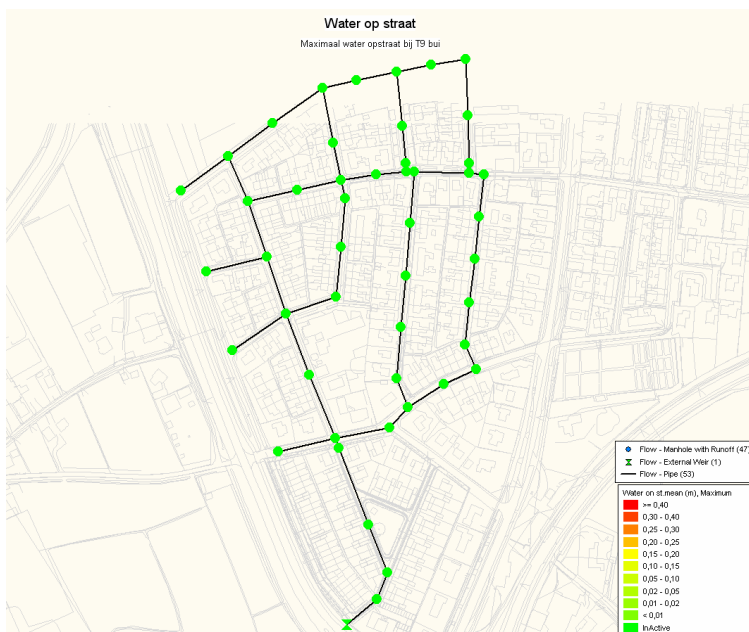 Water op straat
Maximaal water opstraat bij T9 bui
Flow - Manhole with Runoff (47)
Flow - External Weir (1)
Flow - Pipe (53)
Water on st.mean (m), Maximum
>= 0,40
0,30 - 0,40
0,25 - 0,30
0,20 - 0,25
0,15 - 0,20
0,10 - 0,15
0,05 - 0,10
0,02 - 0,05
0,01 - 0,02
< 0,01
InActive